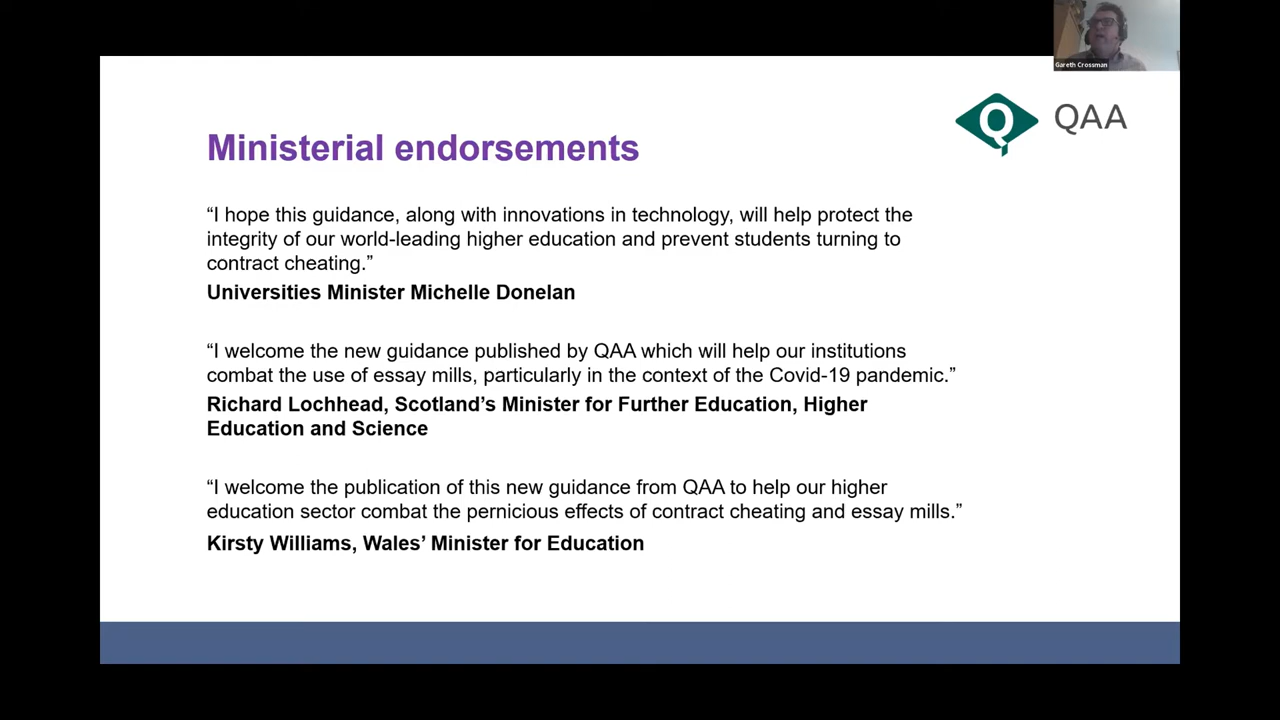 Gareth Crossman
QAA
Ministerial endorsements
“I hope this guidance, along with innovations in technology, will help protect the
integrity of our world-leading higher education and prevent students turning to
contract cheating.”
Universities Minister Michelle Donelan
“I welcome the new guidance published by QAA which will help our institutions
combat the use of essay mills, particularly in the context of the Covid-19 pandemic.”
Richard Lochhead, Scotland’s Minister for Further Education, Higher
Education and Science
“I welcome the publication of this new guidance from QAA to help our higher
education sector combat the pernicious effects of contract cheating and essay mills.”
Kirsty Williams, Wales’ Minister for Education